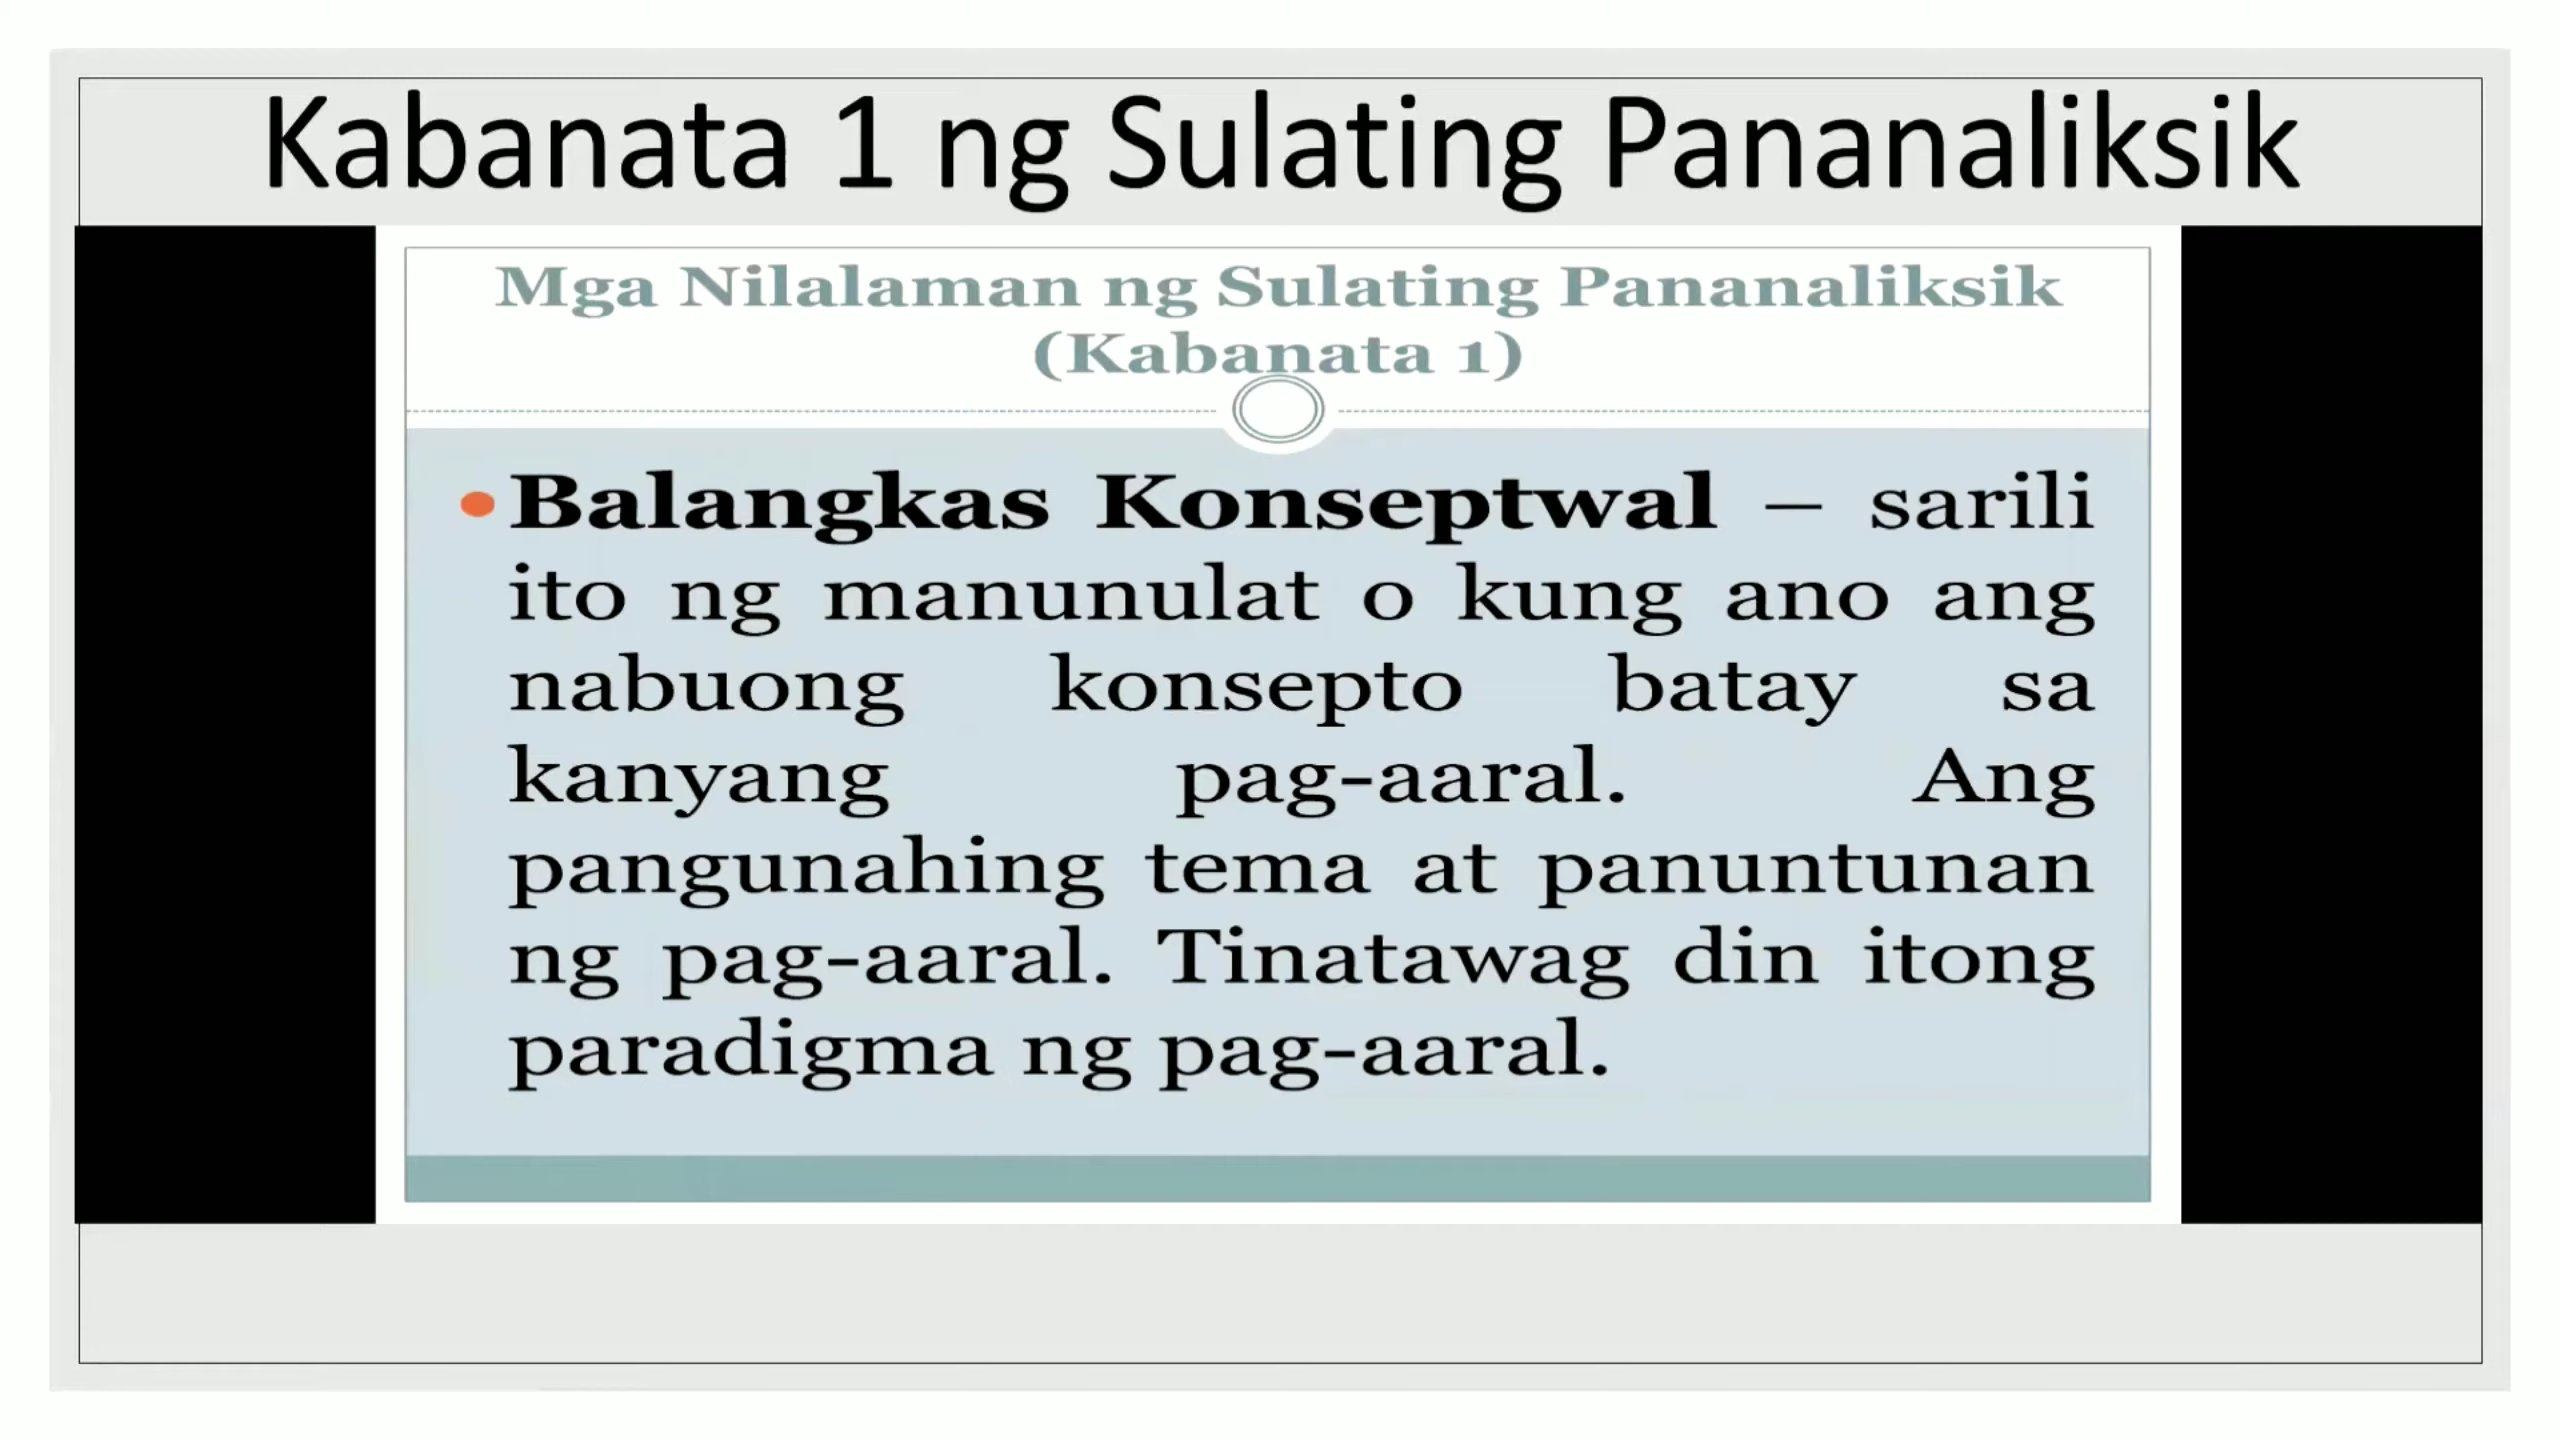 Kabanata 1 ng Sulating Pananaliksik
Mga Nilalaman ng Sulating Pananaliksik
(Kabanata 1)
• Balangkas Konseptwal – sarili
ito ng manunulat o kung ano ang
nabuong konsepto batay sa
kanyang pag-aaral. Ang
pangunahing tema at panuntunan
ng pag-aaral. Tinatawag din itong
paradigma ng pag-aaral.